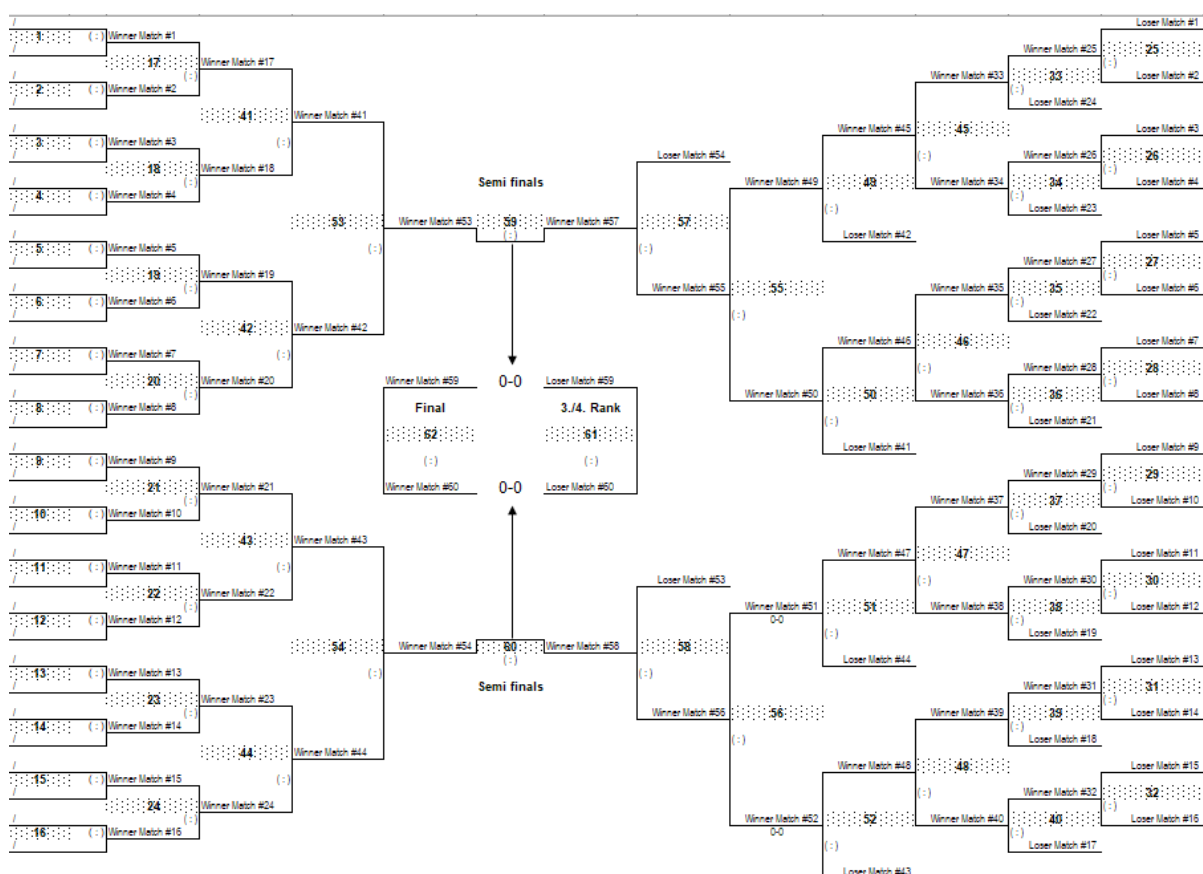 /
1 ( : )
/
/
2 ( : )
/
/
3 ( : )
/
/
4 ( : )
/
/
5 ( : )
/
/
6 ( : )
/
/
7 ( : )
/
/
8 ( : )
/
/
9 ( : )
/
/
10 ( : )
/
/
11 ( : )
/
/
12 ( : )
/
/
13 ( : )
/
/
14 ( : )
/
/
15 ( : )
/
/
16 ( : )
/
Winner Match #1
17
( : )
Winner Match #2
Winner Match #3
18
( : )
Winner Match #4
Winner Match #5
19
( : )
Winner Match #6
Winner Match #7
20
( : )
Winner Match #8
Winner Match #9
21
( : )
Winner Match #10
Winner Match #11
22
( : )
Winner Match #12
Winner Match #13
23
( : )
Winner Match #14
Winner Match #15
24
( : )
Winner Match #16
Winner Match #17
41
( : )
Winner Match #18
Winner Match #19
42
( : )
Winner Match #20
Winner Match #21
43
( : )
Winner Match #22
Winner Match #23
44
( : )
Winner Match #24
Winner Match #41
53
( : )
Winner Match #42
Winner Match #43
54
( : )
Winner Match #44
Semi finals
Winner Match #53
59
( : )
Winner Match #57
Winner Match #59
Final
62
( : )
Winner Match #60
0-0
0-0
Loser Match #59
3./4. Rank
61
( : )
Loser Match #60
Winner Match #54
60
( : )
Winner Match #58
Semi finals
Loser Match #54
57
( : )
Winner Match #55
Loser Match #53
58
( : )
Winner Match #56
Winner Match #49
55
( : )
Winner Match #50
Winner Match #51
0-0
56
( : )
Winner Match #52
0-0
Winner Match #45
49
( : )
Loser Match #42
Winner Match #46
50
( : )
Loser Match #41
Winner Match #47
51
( : )
Loser Match #44
Winner Match #48
52
( : )
Loser Match #43
Winner Match #33
45
( : )
Winner Match #34
Winner Match #35
46
( : )
Winner Match #36
Winner Match #37
47
( : )
Winner Match #38
Winner Match #39
48
( : )
Winner Match #40
Winner Match #25
33
( : )
Loser Match #24
Winner Match #26
34
( : )
Loser Match #23
Winner Match #27
35
( : )
Loser Match #22
Winner Match #28
36
( : )
Loser Match #21
Winner Match #29
37
( : )
Loser Match #20
Winner Match #30
38
( : )
Loser Match #19
Winner Match #31
39
( : )
Loser Match #18
Winner Match #32
40
( : )
Loser Match #17
Loser Match #1
25
( : )
Loser Match #2
Loser Match #3
26
( : )
Loser Match #4
Loser Match #5
27
( : )
Loser Match #6
Loser Match #7
28
( : )
Loser Match #8
Loser Match #9
29
( : )
Loser Match #10
Loser Match #11
30
( : )
Loser Match #12
Loser Match #13
31
( : )
Loser Match #14
Loser Match #15
32
( : )
Loser Match #16